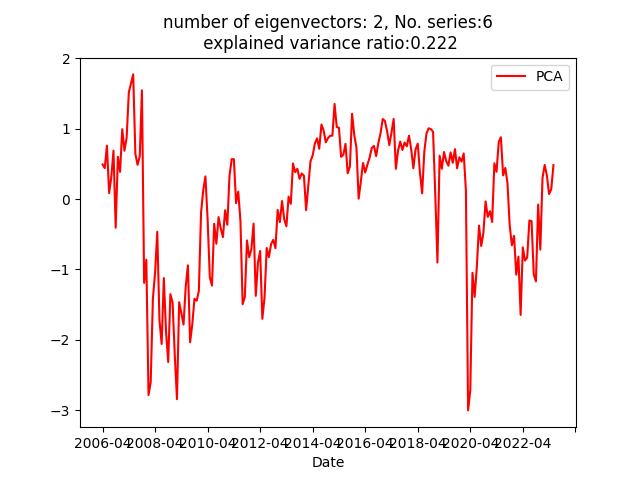 number of eigenvectors: 2, No. series:6
explained variance ratio:0.222
PCA
2
1
0
−1
−2
−3
2006-04 2008-04 2010-04 2012-04 2014-04 2016-04 2018-04 2020-04 2022-04
Date